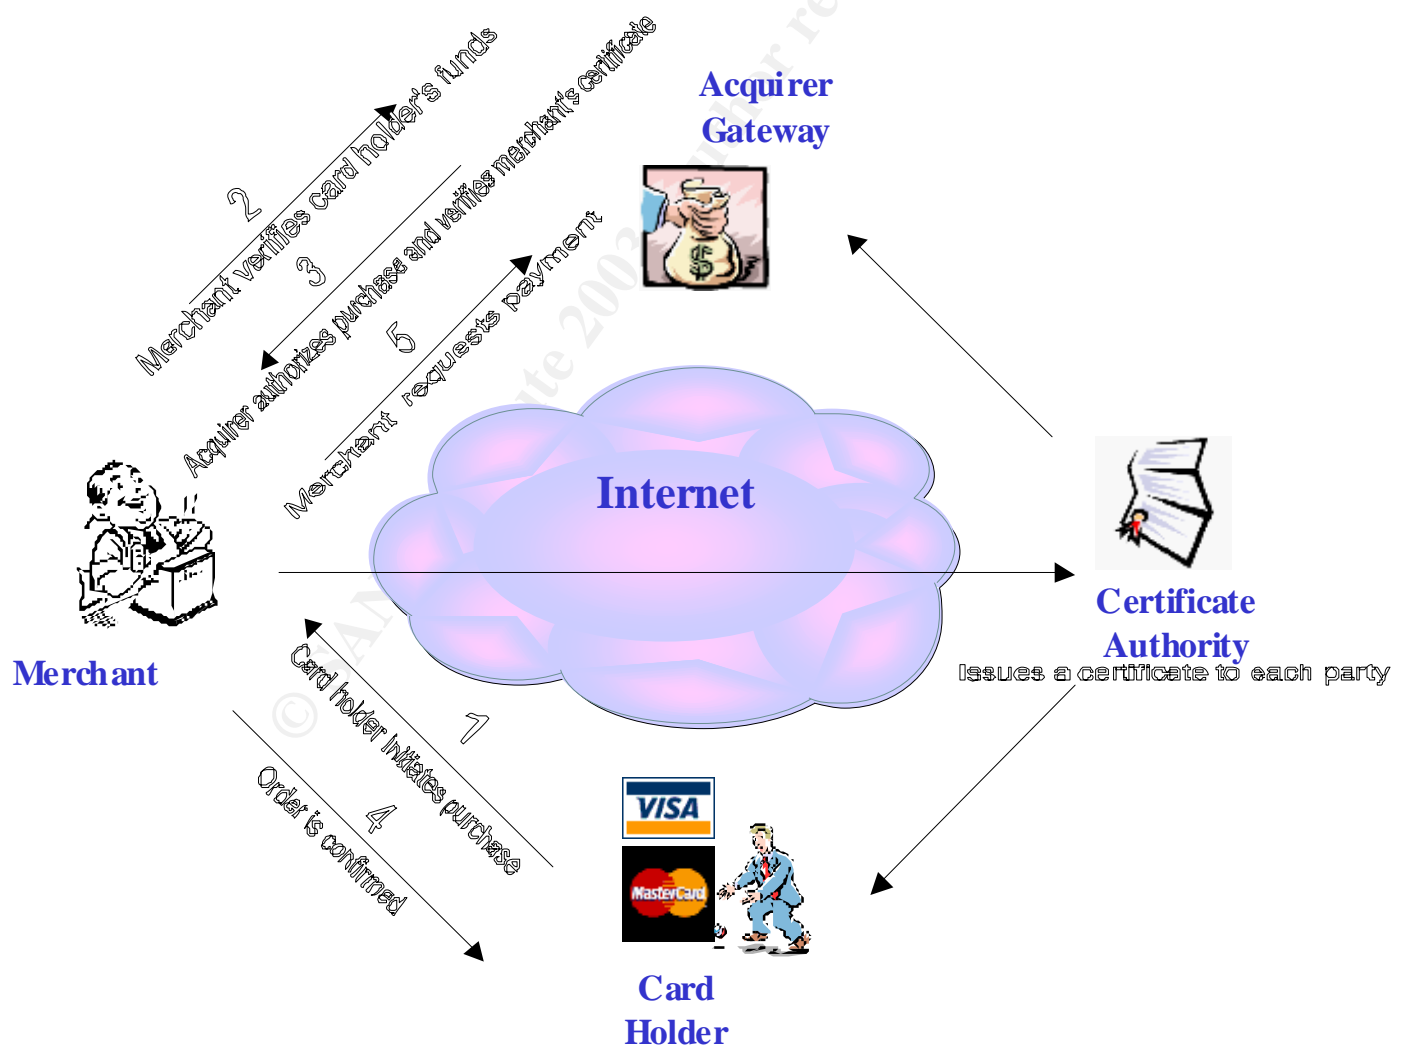 Acquirer
Gateway
2
Merchant verifies card holder's funds
3
Acquirer authorizes purchase and verifies merchant's certificate
5
Merchant requests payment
Internet
Certificate
Authority
Issues a certificate to each party
Merchant
1
Card holder initiates purchase
4
Order is confirmed
VISA
MasterCard
Card
Holder